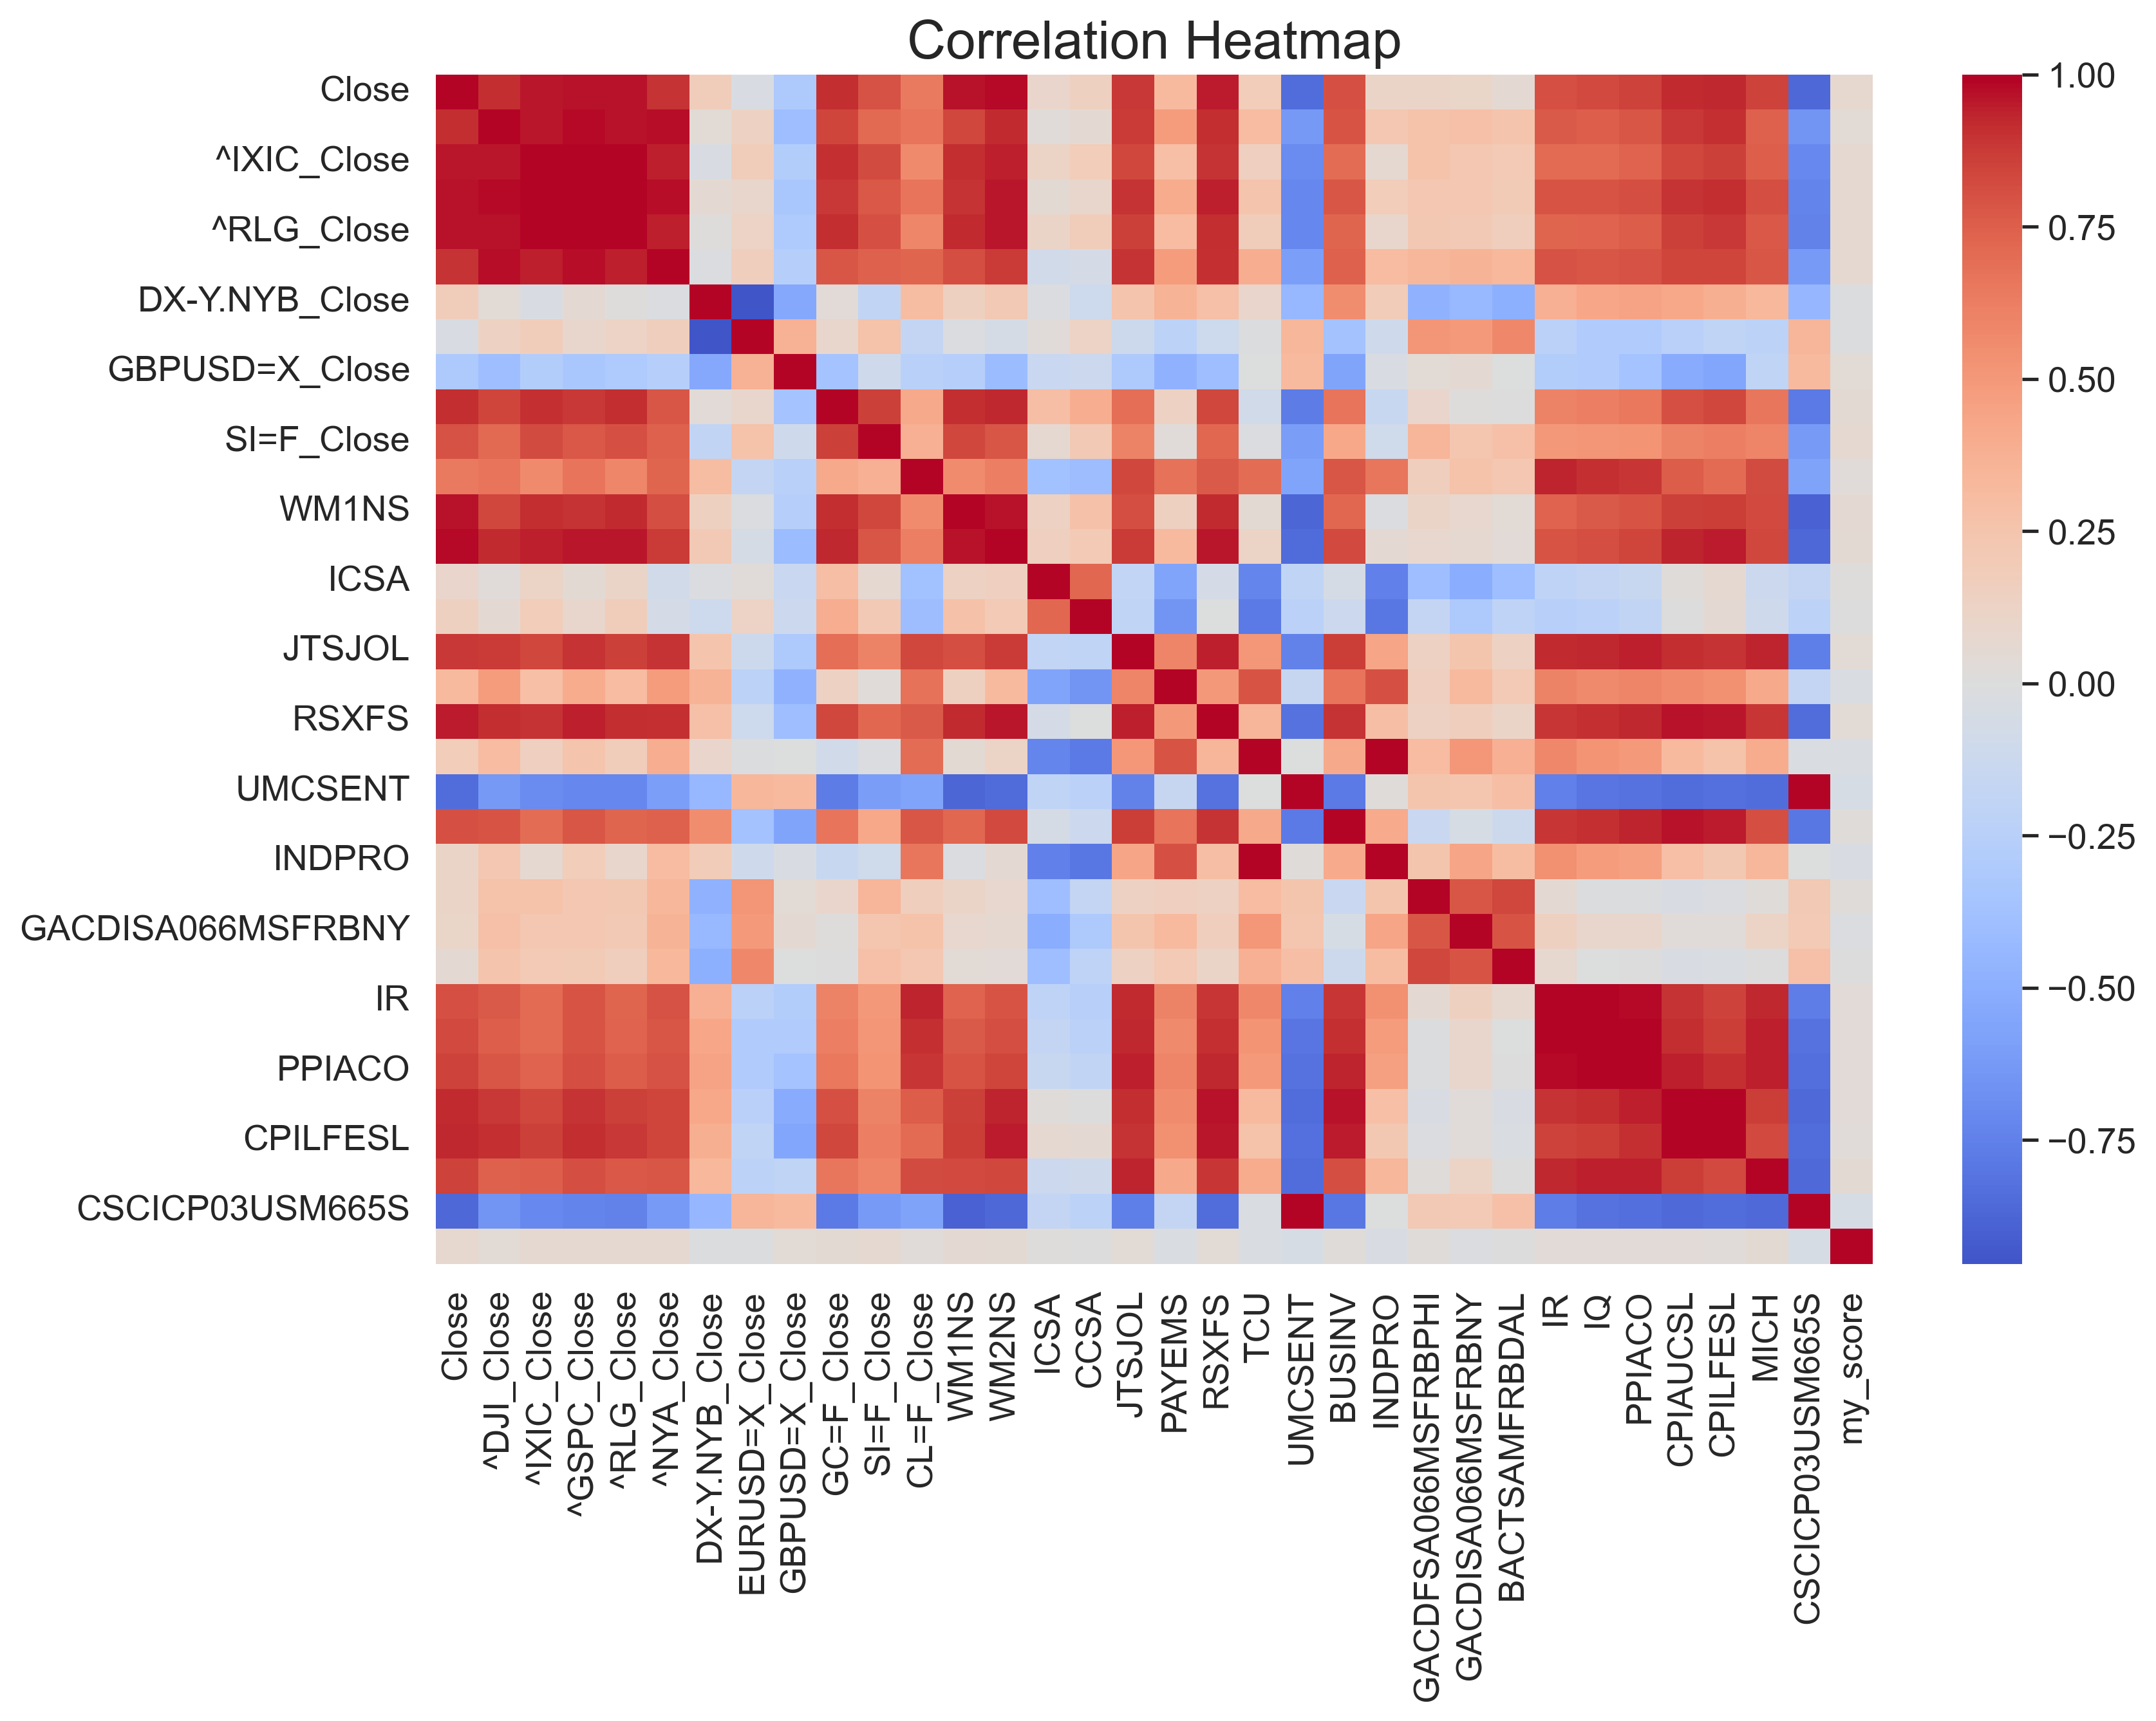 Correlation Heatmap
Close
^IXIC_Close
^RLG_Close
DX-Y.NYB_Close
GBPUSD=X_Close
SI=F_Close
WM1NS
ICSA
JTSJOL
RSXFS
UMCSENT
INDPRO
GACDISA066MSFRBNY
IR
PPIACO
CPILFESL
CSCICP03USM665S
Close
^DJI_Close
^IXIC_Close
^GSPC_Close
^RLG_Close
^NYA_Close
DX-Y.NYB_Close
EURUSD=X_Close
GBPUSD=X_Close
GC=F_Close
SI=F_Close
CL=F_Close
WM1NS
WM2NS
ICSA
CCSA
JTSJOL
PAYEMS
RSXFS
TCU
UMCSENT
BUSINV
INDPRO
GACDFSA066MSFRBPHI
GACDISA066MSFRBNY
BACTSAMFRBDAL
IR
IQ
PPIACO
CPIAUCSL
CPILFESL
MICH
CSCICP03USM665S
my_score
1.00
0.75
0.50
0.25
0.00
−0.25
−0.50
−0.75